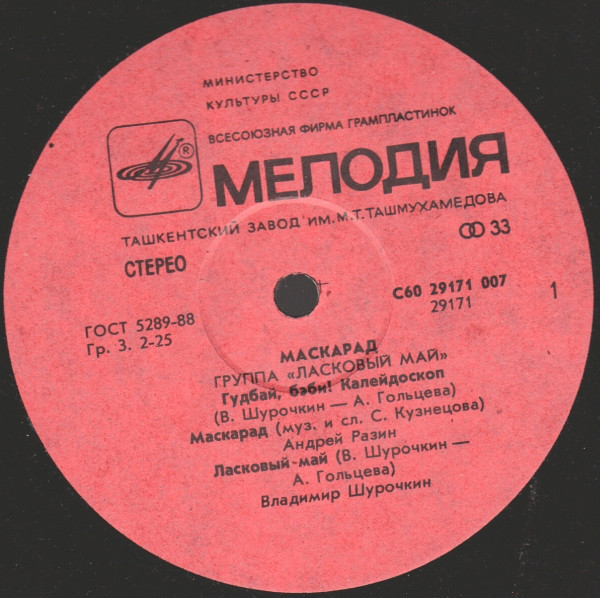 МИНИСТЕРСТВО
КУЛЬТУРЫ СССР
ВСЕСОЮЗНАЯ ФИРМА ГРАМПЛАСТИНОК
®
МЕЛОДИЯ
ТАШКЕНТСКИЙ ЗАВОД ИМ.М.Т.ТАШМУХАМЕДОВА
СТЕРЕО
33
С60 29171 007
29171
1
ГОСТ 5289-88
Гр. 3. 2-25
МАСКАРАД
ГРУППА «ЛАСКОВЫЙ МАЙ»
Гудбай, бэби! Калейдоскоп
(В. Шурочкин — А. Гольцева)
Маскарад (муз. и сл. С. Кузнецова)
Андрей Разин
Ласковый-май (В. Шурочкин —
А. Гольцева)
Владимир Шурочкин